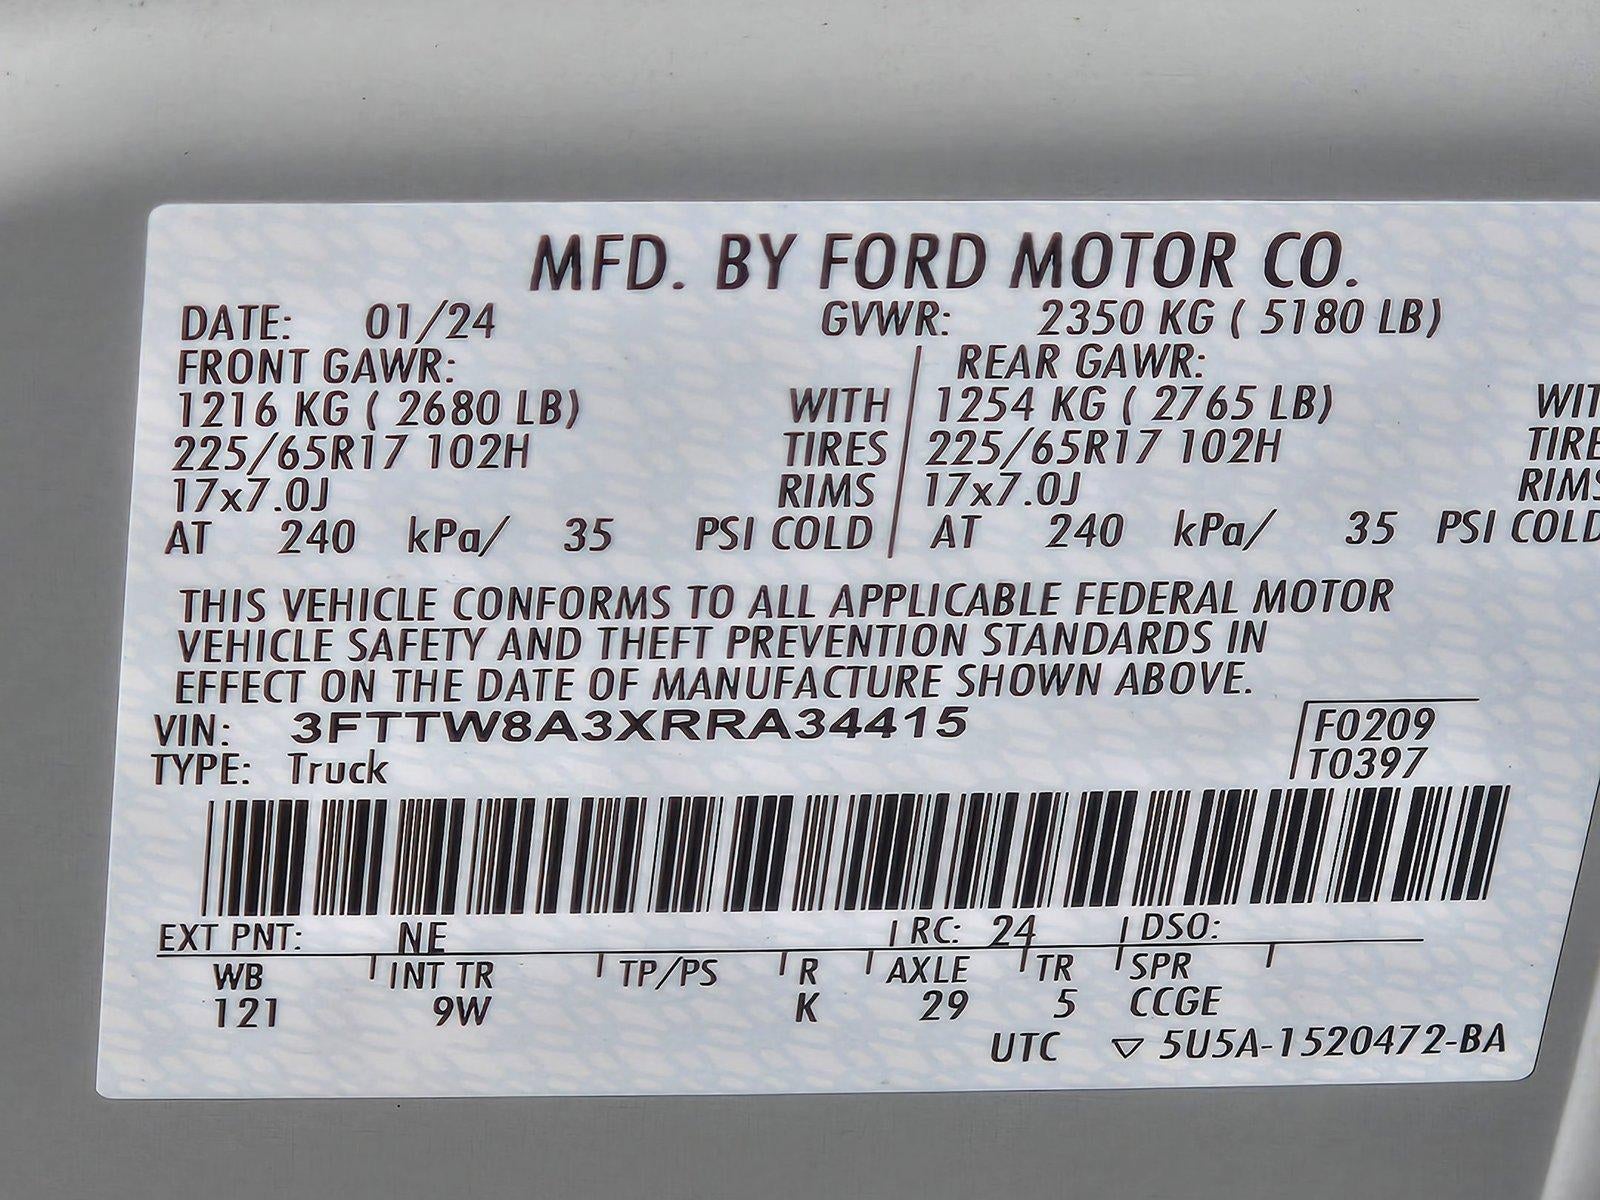 MFD. BY FORD MOTOR CO.
DATE: 01/24 GVWR: 2350 KG ( 5180 LB)
FRONT GAWR: REAR GAWR:
1216 KG ( 2680 LB) WITH 1254 KG ( 2765 LB) WIT
225/65R17 102H TIRES 225/65R17 102H TIRE
17x7.0J RIMS 17x7.0J RIMS
AT 240 kPa/ 35 PSI COLD AT 240 kPa/ 35 PSI COLD
THIS VEHICLE CONFORMS TO ALL APPLICABLE FEDERAL MOTOR
VEHICLE SAFETY AND THEFT PREVENTION STANDARDS IN
EFFECT ON THE DATE OF MANUFACTURE SHOWN ABOVE.
VIN: 3FTTW8A3XRRA34415 F0209
TYPE: Truck T0397
EXT PNT: NE RC: 24 DSO:
WB INT TR TP/PS R AXLE TR SPR
121 9W K 29 5 CCGE
UTC ▽ 5U5A-1520472-BA